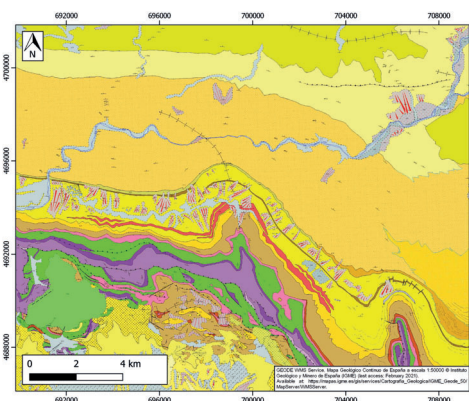 692000 696000 700000 704000 708000
N
4700000
4696000
4692000
4688000
0 2 4 km
GEODE WMS Service, Mapa Geológico Continuo de España a escala 1:50000 © Instituto
Geológico y Minero de España (IGME) (last access, February 2021).
Available at: https://mapas.igme.es/gis/services/Cartografia_Geologica/IGME_Geode_50/
MapServer/WMSServer.
692000 696000 700000 704000 708000